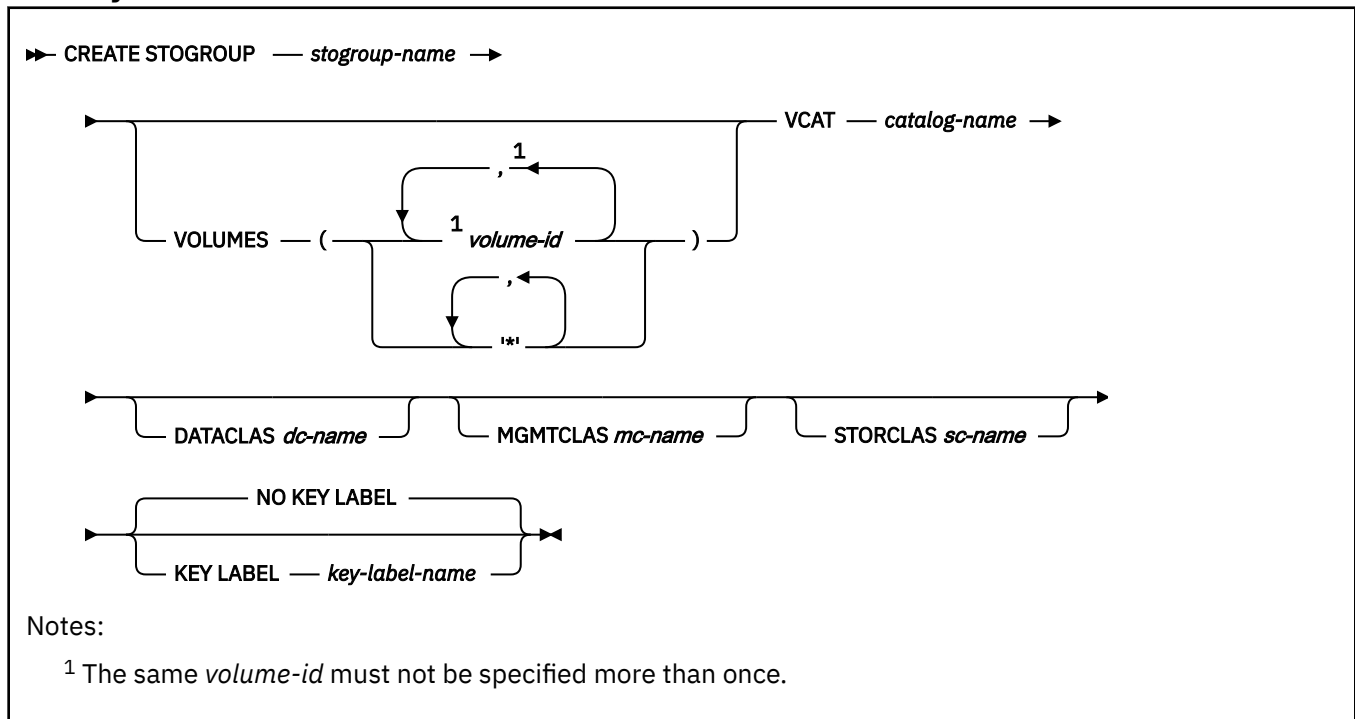 CREATE STOGROUP stogroup-name
VCAT catalog-name
, 1
VOLUMES ( 1 volume-id )
,
'*'
DATACLAS dc-name MGMTCLAS mc-name STORCLAS sc-name
NO KEY LABEL
KEY LABEL key-label-name
Notes:
1 The same volume-id must not be specified more than once.